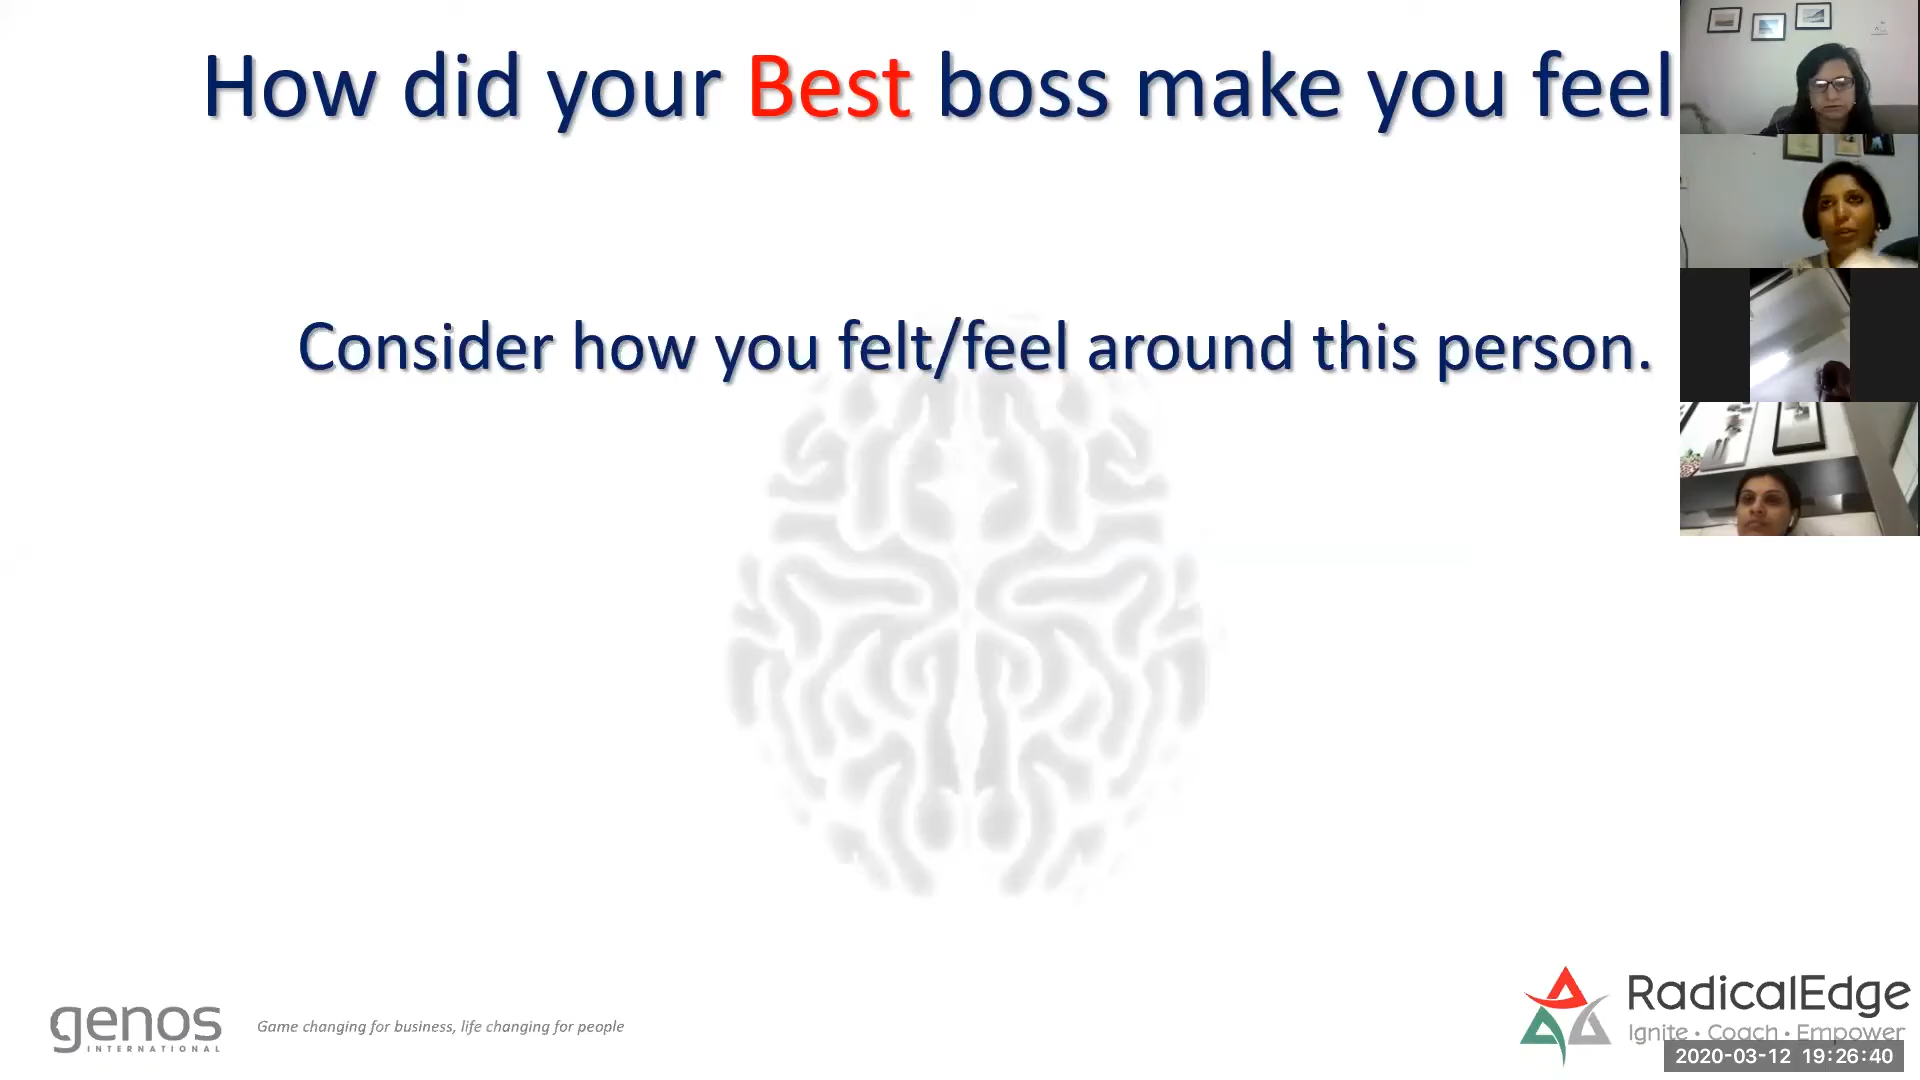 How did your Best boss make you feel
Consider how you felt/feel around this person.
genos
INTERNATIONAL
Game changing for business, life changing for people
RadicalEdge
Ignite • Coach • Empower
2020-03-12 19:26:40